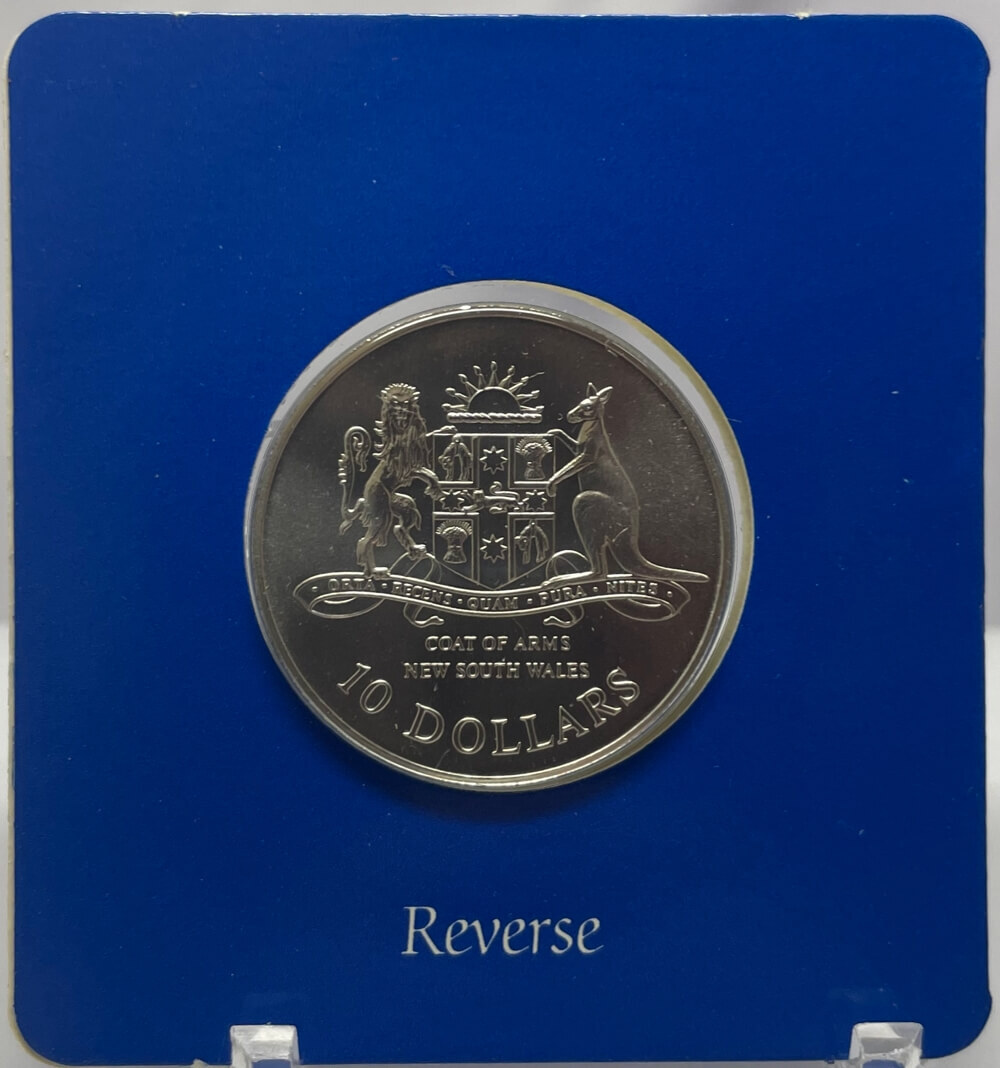 · ORTA · RECENS · QUAM · PURA · NITES ·
COAT OF ARMS
NEW SOUTH WALES
10 DOLLARS
Reverse